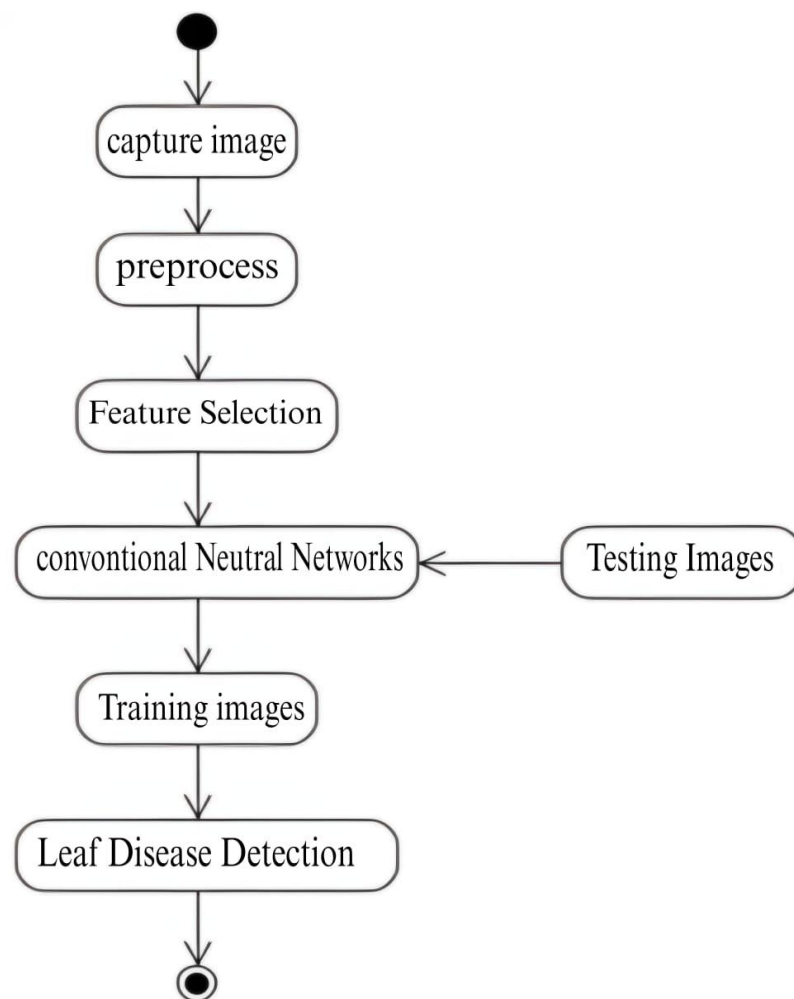 capture image
preprocess
Feature Selection
convontional Neutral Networks
Testing Images
Training images
Leaf Disease Detection